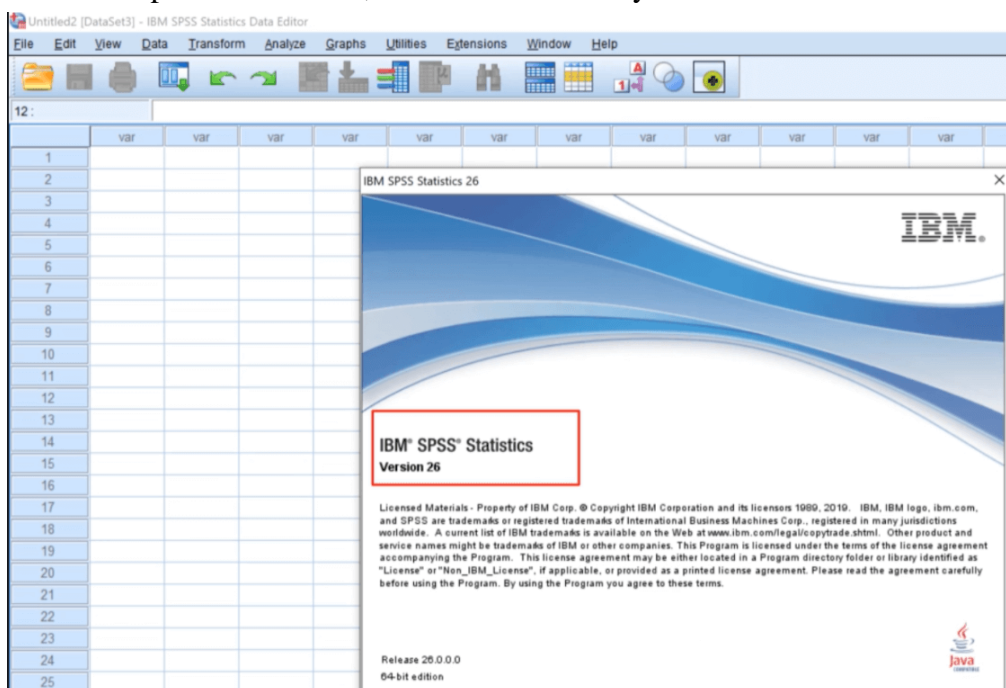 Untitled2 [DataSet3] - IBM SPSS Statistics Data Editor
File Edit View Data Transform Analyze Graphs Utilities Extensions Window Help
12 :
var var var var var var var var var var var var
1
2
3
4
5
6
7
8
9
10
11
12
13
14
15
16
17
18
19
20
21
22
23
24
25
IBM SPSS Statistics 26
IBM®
IBM® SPSS® Statistics
Version 26
Licensed Materials - Property of IBM Corp. © Copyright IBM Corporation and its licensors 1989, 2019. IBM, IBM logo, ibm.com,
and SPSS are trademarks or registered trademarks of International Business Machines Corp., registered in many jurisdictions
worldwide. A current list of IBM trademarks is available on the Web at www.ibm.com/legal/copytrade.shtml. Other product and
service names might be trademarks of IBM or other companies. This Program is licensed under the terms of the license agreement
accompanying the Program. This license agreement may be either located in a Program directory folder or library identified as
"License" or "Non_IBM_License", if applicable, or provided as a printed license agreement. Please read the agreement carefully
before using the Program. By using the Program you agree to these terms.
Release 26.0.0.0
64-bit edition
Java